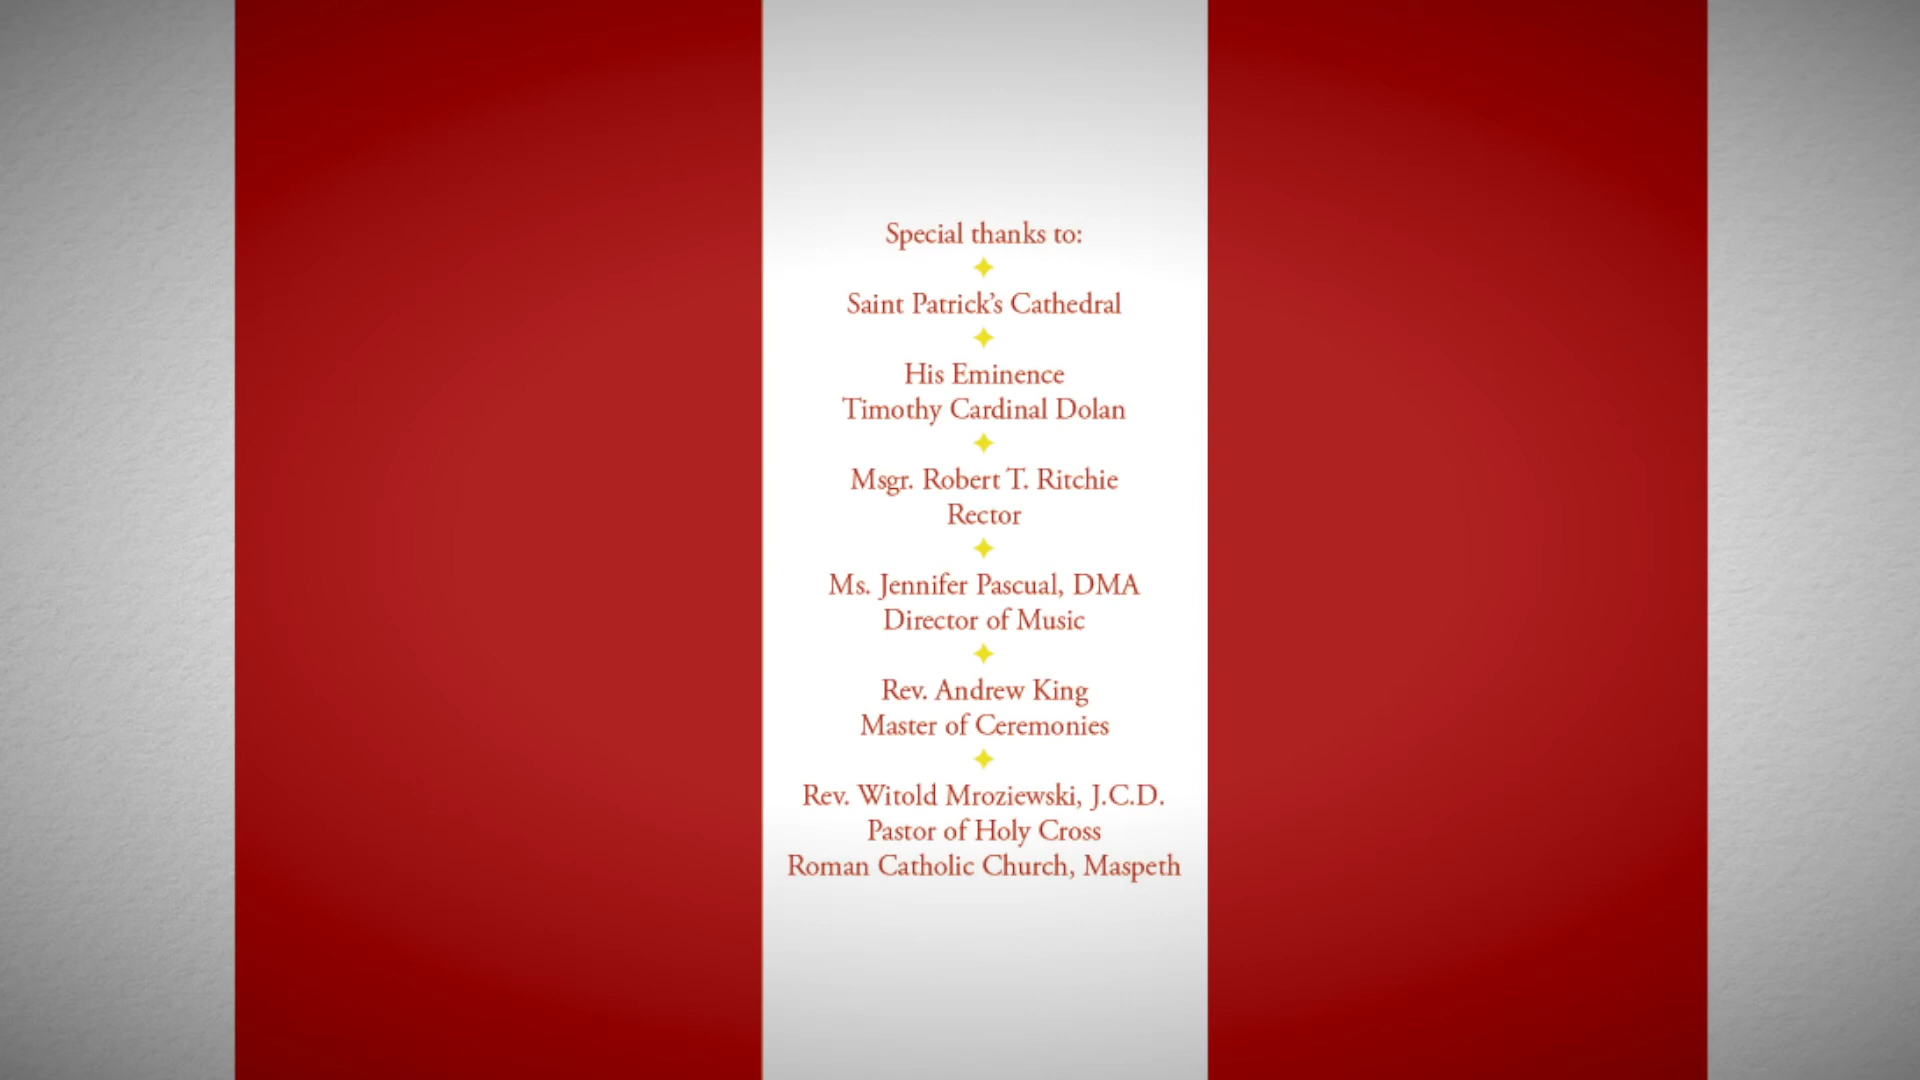 Special thanks to:
Saint Patrick's Cathedral
His Eminence
Timothy Cardinal Dolan
Msgr. Robert T. Ritchie
Rector
Ms. Jennifer Pascual, DMA
Director of Music
Rev. Andrew King
Master of Ceremonies
Rev. Witold Mroziewski, J.C.D.
Pastor of Holy Cross
Roman Catholic Church, Maspeth